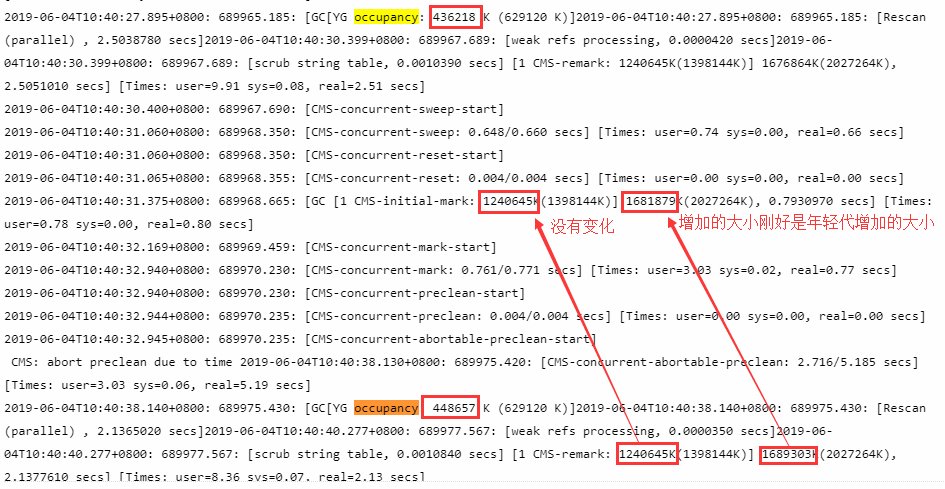 2019-06-04T10:40:27.895+0800: 689965.185: [GC[YG occupancy: 436218 K (629120 K)]2019-06-04T10:40:27.895+0800: 689965.185: [Rescan
(parallel) , 2.5038780 secs]2019-06-04T10:40:30.399+0800: 689967.689: [weak refs processing, 0.0000420 secs]2019-06-
04T10:40:30.399+0800: 689967.689: [scrub string table, 0.0010390 secs] [1 CMS-remark: 1240645K(1398144K)] 1676864K(2027264K),
2.5051010 secs] [Times: user=9.91 sys=0.08, real=2.51 secs]
2019-06-04T10:40:30.400+0800: 689967.690: [CMS-concurrent-sweep-start]
2019-06-04T10:40:31.060+0800: 689968.350: [CMS-concurrent-sweep: 0.648/0.660 secs] [Times: user=0.74 sys=0.00, real=0.66 secs]
2019-06-04T10:40:31.060+0800: 689968.350: [CMS-concurrent-reset-start]
2019-06-04T10:40:31.065+0800: 689968.355: [CMS-concurrent-reset: 0.004/0.004 secs] [Times: user=0.00 sys=0.00, real=0.00 secs]
2019-06-04T10:40:31.375+0800: 689968.665: [GC [1 CMS-initial-mark: 1240645K(1398144K)] 1681879K(2027264K), 0.7930970 secs] [Times:
user=0.78 sys=0.00, real=0.80 secs]
没有变化
增加的大小刚好是年轻代增加的大小
2019-06-04T10:40:32.169+0800: 689969.459: [CMS-concurrent-mark-start]
2019-06-04T10:40:32.940+0800: 689970.230: [CMS-concurrent-mark: 0.761/0.771 secs] [Times: user=3.03 sys=0.02, real=0.77 secs]
2019-06-04T10:40:32.940+0800: 689970.230: [CMS-concurrent-preclean-start]
2019-06-04T10:40:32.944+0800: 689970.235: [CMS-concurrent-preclean: 0.004/0.004 secs] [Times: user=0.00 sys=0.00, real=0.00 secs]
2019-06-04T10:40:32.945+0800: 689970.235: [CMS-concurrent-abortable-preclean-start]
CMS: abort preclean due to time 2019-06-04T10:40:38.130+0800: 689975.420: [CMS-concurrent-abortable-preclean: 2.716/5.185 secs]
[Times: user=3.03 sys=0.06, real=5.19 secs]
2019-06-04T10:40:38.140+0800: 689975.430: [GC[YG occupancy: 448657 K (629120 K)]2019-06-04T10:40:38.140+0800: 689975.430: [Rescan
(parallel) , 2.1365020 secs]2019-06-04T10:40:40.277+0800: 689977.567: [weak refs processing, 0.0000350 secs]2019-06-
04T10:40:40.277+0800: 689977.567: [scrub string table, 0.0010840 secs] [1 CMS-remark: 1240645K(1398144K)] 1689303K(2027264K),
2.1377610 secs] [Times: user=8.36 sys=0.07, real=2.13 secs]